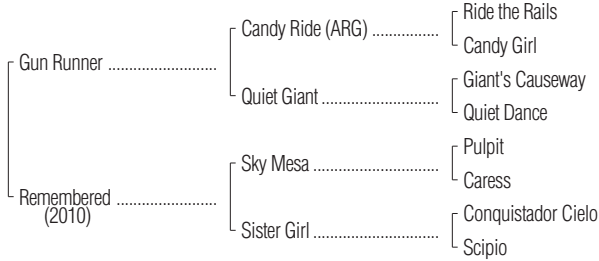 Ride the Rails
Candy Ride (ARG) ................
Candy Girl
Gun Runner ..........................
Giant's Causeway
Quiet Giant ............................
Quiet Dance
Pulpit
Sky Mesa ..............................
Caress
Remembered ........................
(2010)
Conquistador Cielo
Sister Girl ..............................
Scipio